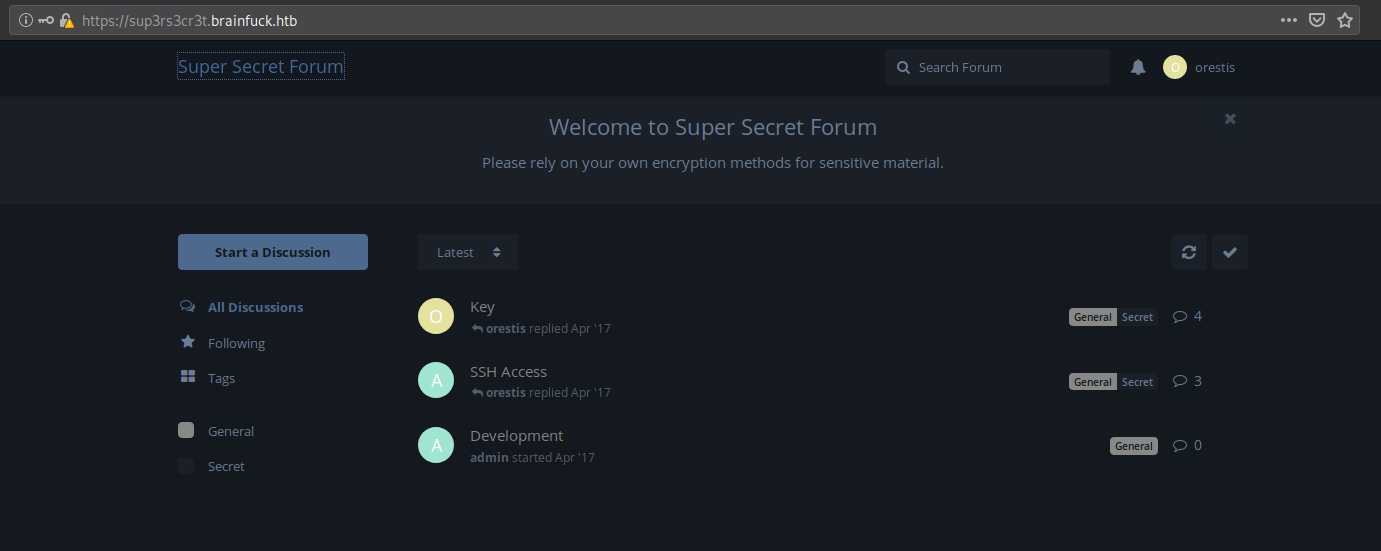 https://sup3rs3cr3t.brainfuck.htb
Super Secret Forum
Search Forum
O
orestis
Welcome to Super Secret Forum
Please rely on your own encryption methods for sensitive material.
Start a Discussion
Latest
All Discussions
Following
Tags
General
Secret
O
Key
orestis replied Apr '17
General Secret
4
A
SSH Access
orestis replied Apr '17
General Secret
3
A
Development
admin started Apr '17
General
0